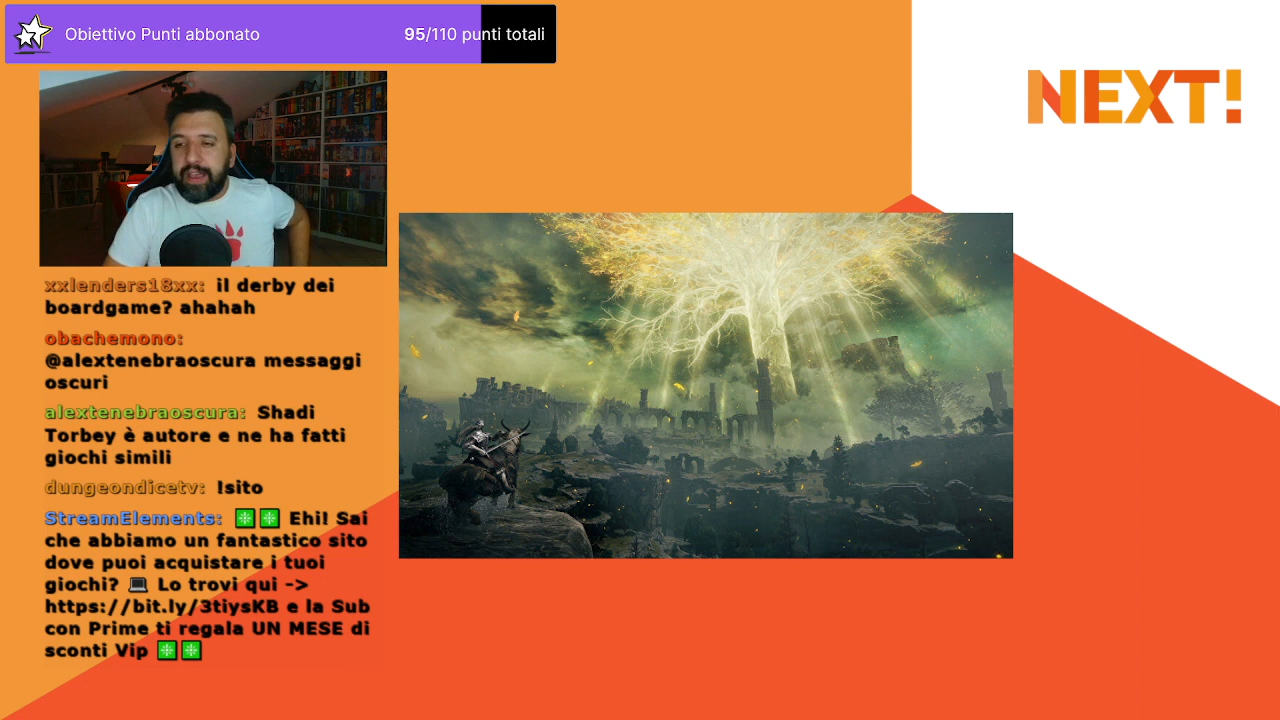 Obiettivo Punti abbonato
95/110 punti totali
NEXT!
xxlenders18xx: il derby dei
boardgame? ahahah
obachemono:
@alextenebraoscura messaggi
oscuri
alextenebraoscura: Shadi
Torbey è autore e ne ha fatti
giochi simili
dungeondicetv: !sito
StreamElements: ❇️❇️ Ehi! Sai
che abbiamo un fantastico sito
dove puoi acquistare i tuoi
giochi? 💻 Lo trovi qui ->
https://bit.ly/3tiysKB e la Sub
con Prime ti regala UN MESE di
sconti Vip ❇️❇️